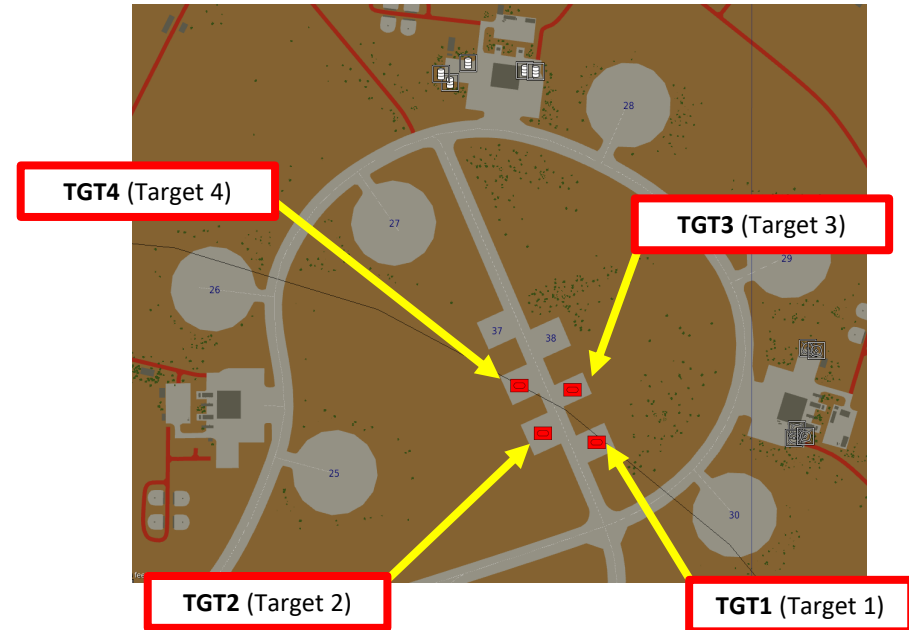 28
TGT4 (Target 4)
TGT3 (Target 3)
27
29
26
37
38
25
30
TGT2 (Target 2)
TGT1 (Target 1)